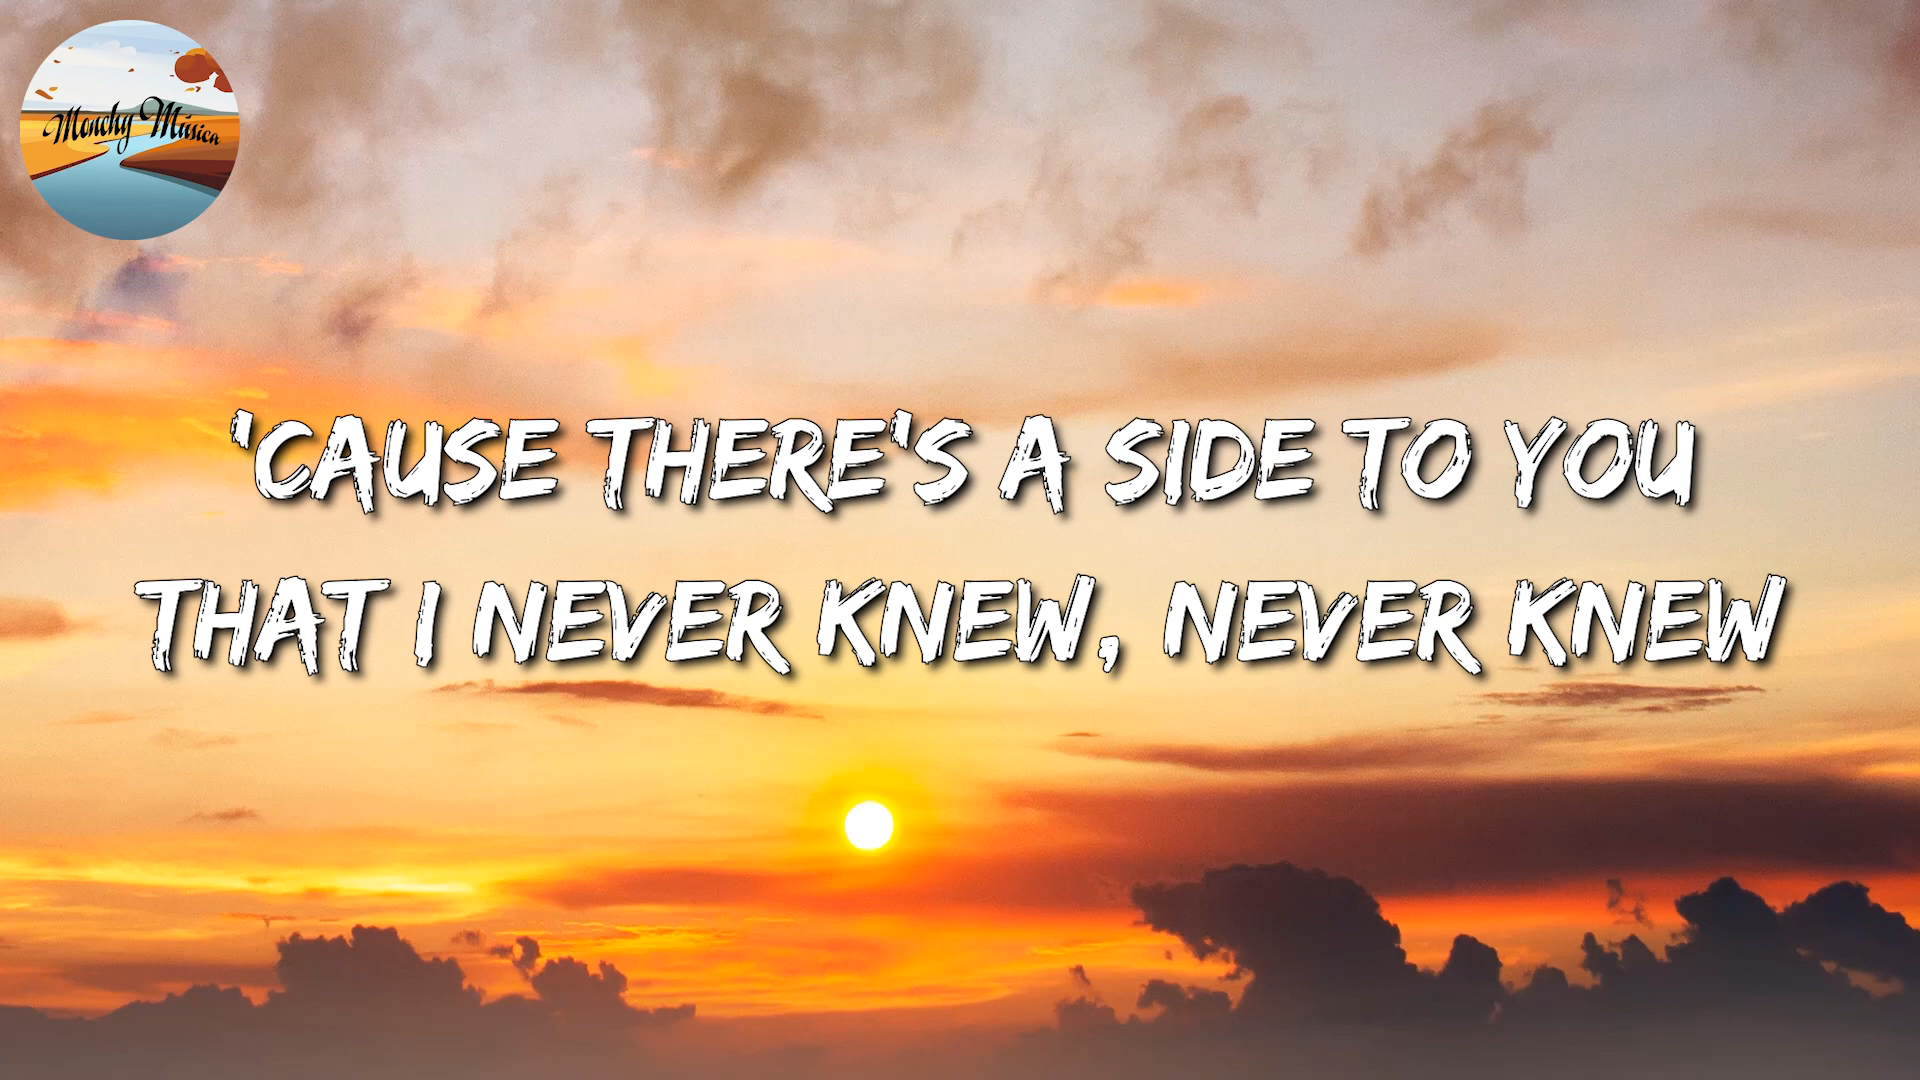 Monchy Música
'CAUSE THERE'S A SIDE TO YOU
THAT I NEVER KNEW, NEVER KNEW